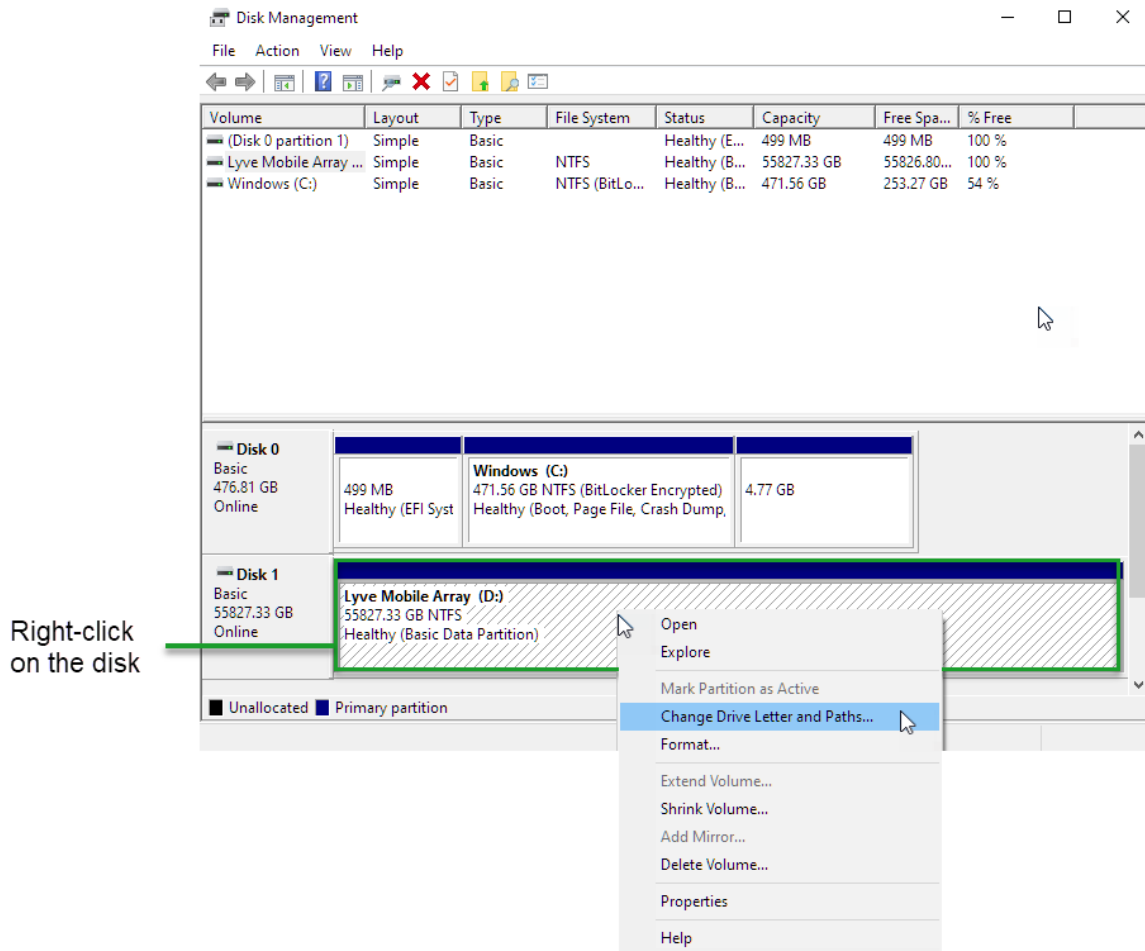 Disk Management
File Action View Help
Volume Layout Type File System Status Capacity Free Spa... % Free
(Disk 0 partition 1) Simple Basic Healthy (E... 499 MB 499 MB 100 %
Lyve Mobile Array ... Simple Basic NTFS Healthy (B... 55827.33 GB 55826.80... 100 %
Windows (C:) Simple Basic NTFS (BitLo... Healthy (B... 471.56 GB 253.27 GB 54 %
Disk 0
Basic
476.81 GB
Online
499 MB
Healthy (EFI Syst
Windows (C:)
471.56 GB NTFS (BitLocker Encrypted)
Healthy (Boot, Page File, Crash Dump,
4.77 GB
Disk 1
Basic
55827.33 GB
Online
Lyve Mobile Array (D:)
55827.33 GB NTFS
Healthy (Basic Data Partition)
Right-click
on the disk
Open
Explore
Mark Partition as Active
Change Drive Letter and Paths...
Format...
Extend Volume...
Shrink Volume...
Add Mirror...
Delete Volume...
Properties
Help
Unallocated Primary partition